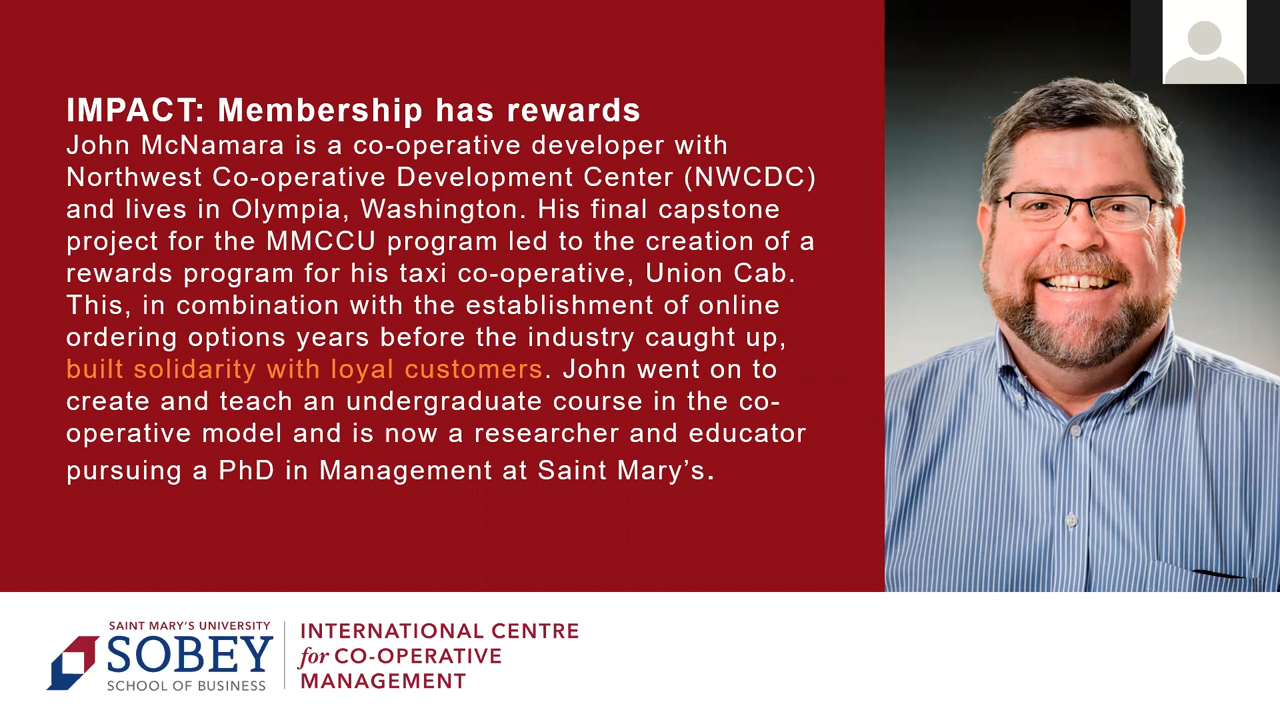 IMPACT: Membership has rewards
John McNamara is a co-operative developer with
Northwest Co-operative Development Center (NWCDC)
and lives in Olympia, Washington. His final capstone
project for the MMCCU program led to the creation of a
rewards program for his taxi co-operative, Union Cab.
This, in combination with the establishment of online
ordering options years before the industry caught up,
built solidarity with loyal customers. John went on to
create and teach an undergraduate course in the co-
operative model and is now a researcher and educator
pursuing a PhD in Management at Saint Mary’s.
SAINT MARY’S UNIVERSITY
SOBEY
SCHOOL OF BUSINESS
INTERNATIONAL CENTRE
for CO-OPERATIVE
MANAGEMENT